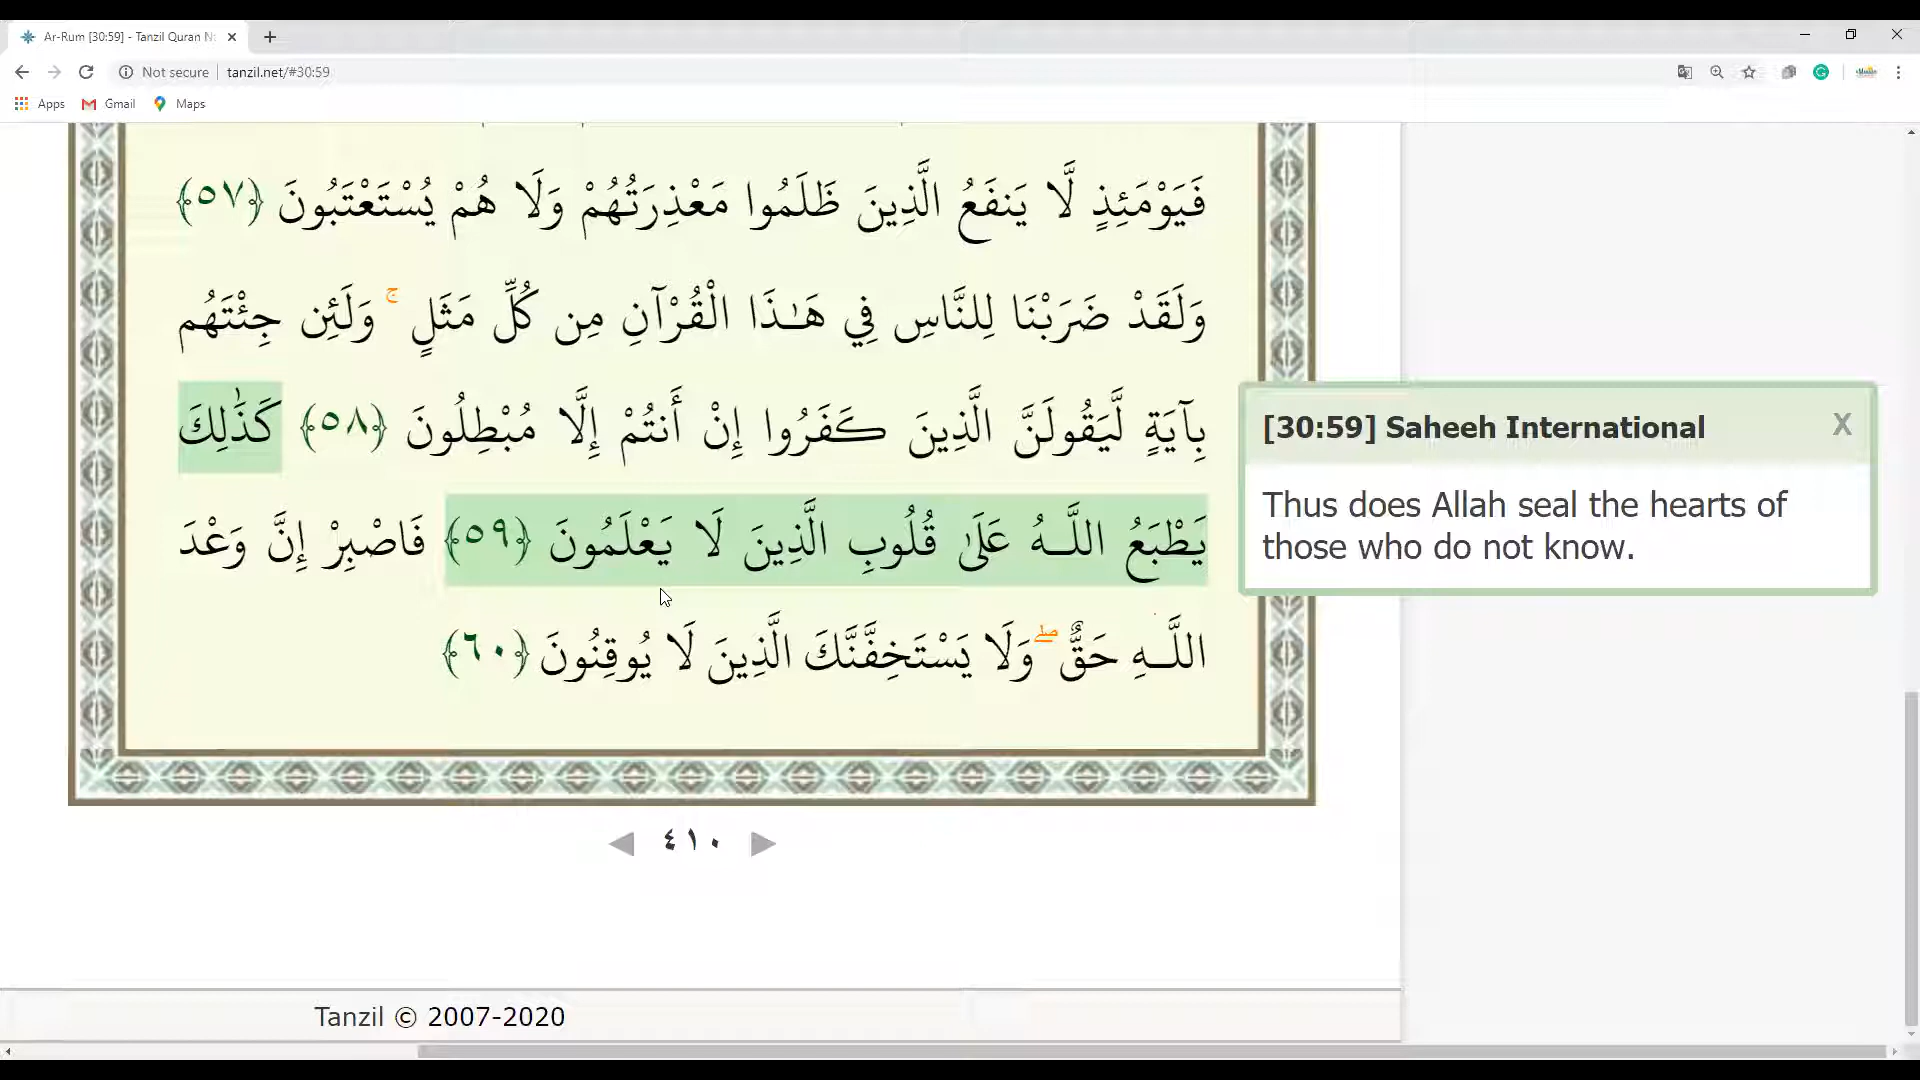 Ar-Rum [30:59] - Tanzil Quran N
Not secure
tanzil.net/#30:59
Apps
Gmail
Maps
فَيَوْمَئِذٍ لَّا يَنفَعُ الَّذِينَ ظَلَمُوا مَعْذِرَتُهُمْ وَلَا هُمْ يُسْتَعْتَبُونَ ﴿٥٧﴾
وَلَقَدْ ضَرَبْنَا لِلنَّاسِ فِي هَـٰذَا الْقُرْآنِ مِن كُلِّ مَثَلٍ ۚ وَلَئِن جِئْتَهُم
بِآيَةٍ لَّيَقُولَنَّ الَّذِينَ كَفَرُوا إِنْ أَنتُمْ إِلَّا مُبْطِلُونَ ﴿٥٨﴾ كَذَٰلِكَ
يَطْبَعُ اللَّـهُ عَلَىٰ قُلُوبِ الَّذِينَ لَا يَعْلَمُونَ ﴿٥٩﴾ فَاصْبِرْ إِنَّ وَعْدَ
اللَّـهِ حَقٌّ ۖ وَلَا يَسْتَخِفَّنَّكَ الَّذِينَ لَا يُوقِنُونَ ﴿٦٠﴾
[30:59] Saheeh International X
Thus does Allah seal the hearts of
those who do not know.
٤١٠
Tanzil © 2007-2020